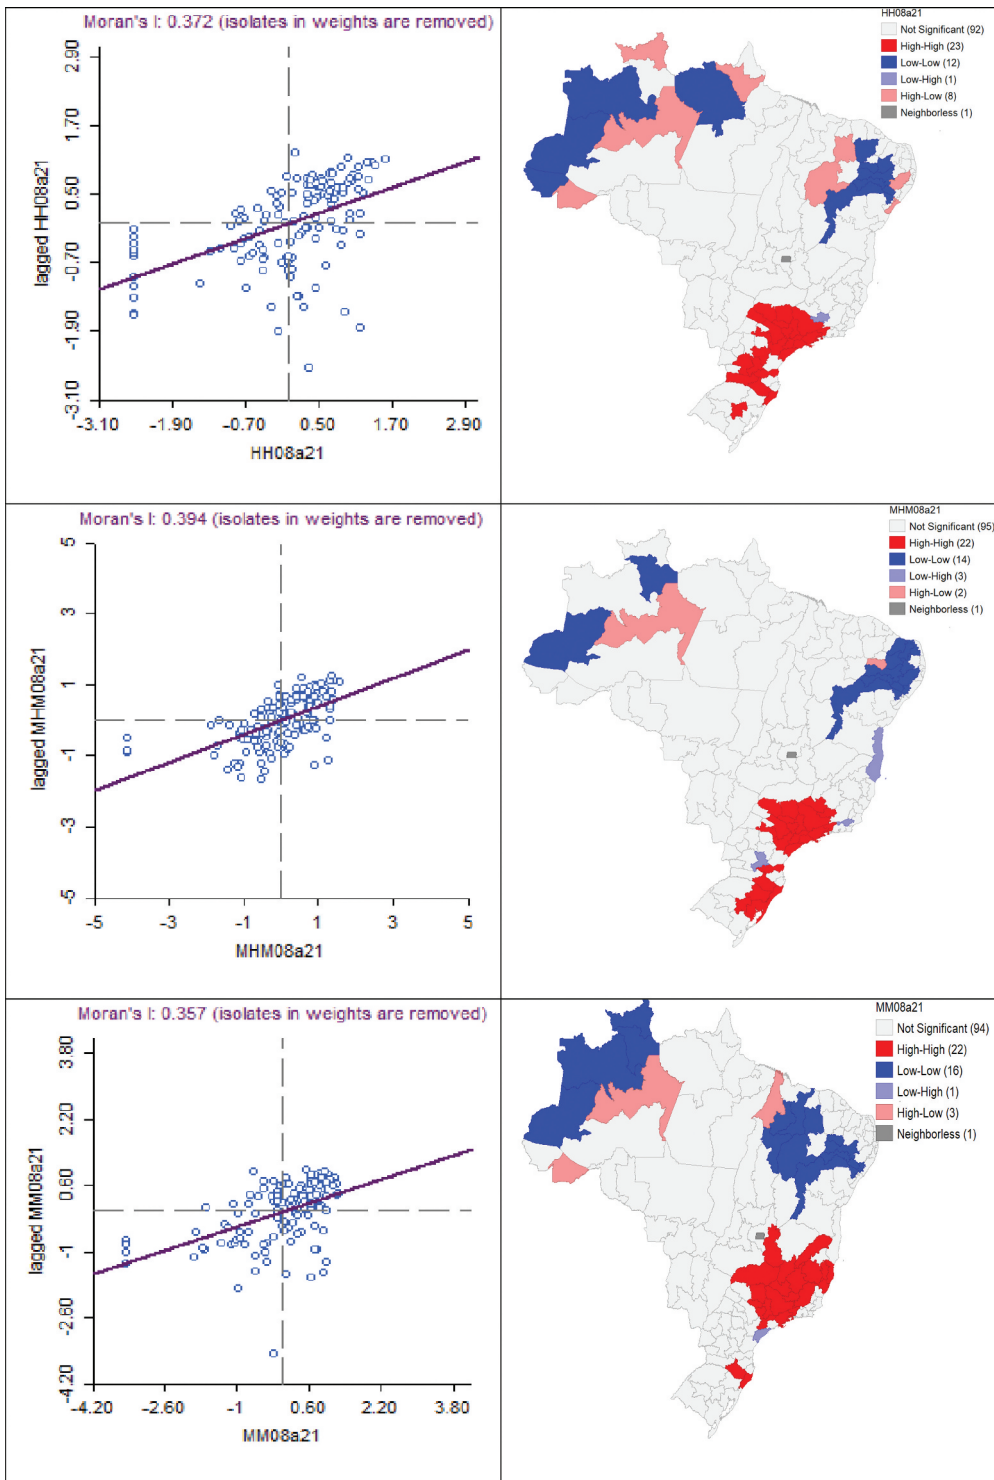 Moran's I: 0.372 (isolates in weights are removed)
2.90
1.70
0.50
-0.70
-1.90
-3.10
lagged HH08a21
-3.10 -1.90 -0.70 0.50 1.70 2.90
HH08a21
HH08a21
Not Significant (92)
High-High (23)
Low-Low (12)
Low-High (1)
High-Low (8)
Neighborless (1)
Moran's I: 0.394 (isolates in weights are removed)
5
3
1
-1
-3
-5
lagged MHM08a21
-5 -3 -1 1 3 5
MHM08a21
MHM08a21
Not Significant (95)
High-High (22)
Low-Low (14)
Low-High (3)
High-Low (2)
Neighborless (1)
Moran's I: 0.357 (isolates in weights are removed)
3.80
2.20
0.60
-1
-2.60
-4.20
lagged MM08a21
-4.20 -2.60 -1 0.60 2.20 3.80
MM08a21
MM08a21
Not Significant (94)
High-High (22)
Low-Low (16)
Low-High (1)
High-Low (3)
Neighborless (1)